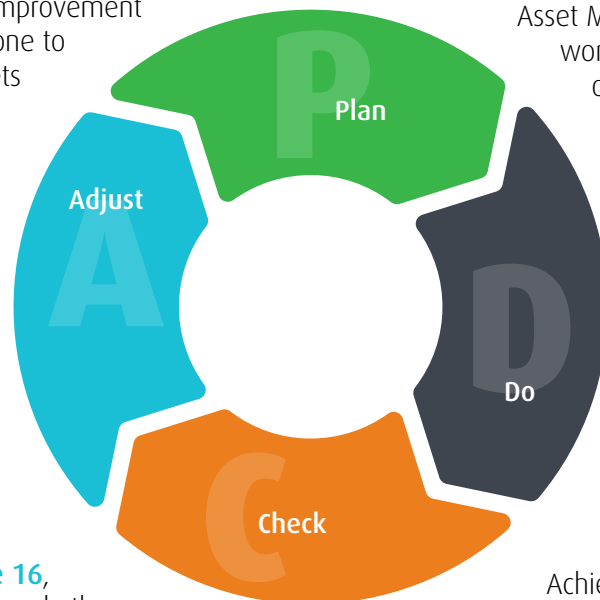 mprovement
one to
ts
Asset M
wor
P
Plan
Adjust
A
D
Do
C
Check
e 16,
Achie